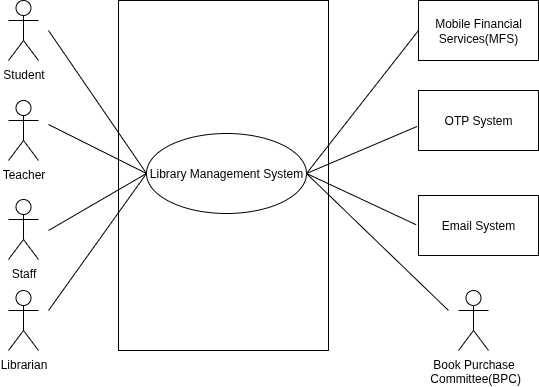 Student
Teacher
Staff
Librarian
Library Management System
Mobile Financial
Services(MFS)
OTP System
Email System
Book Purchase
Committee(BPC)